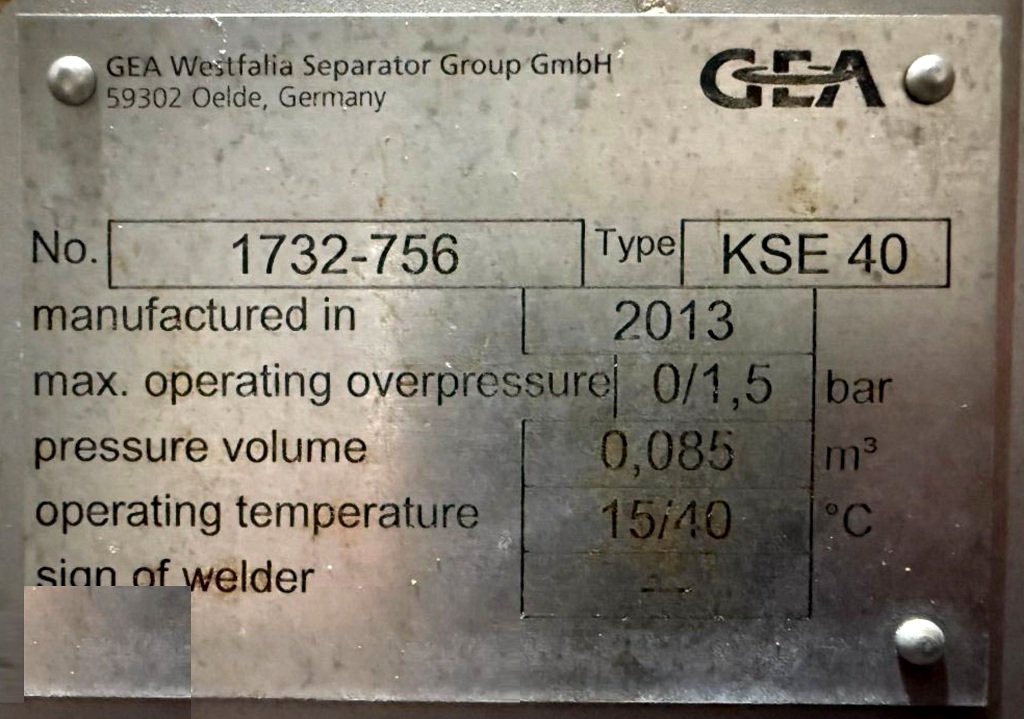 GEA Westfalia Separator Group GmbH
59302 Oelde, Germany
GEA
No. 1732-756 Type KSE 40
manufactured in 2013
max. operating overpressure 0/1,5 bar
pressure volume 0,085 m³
operating temperature 15/40 °C
sign of welder